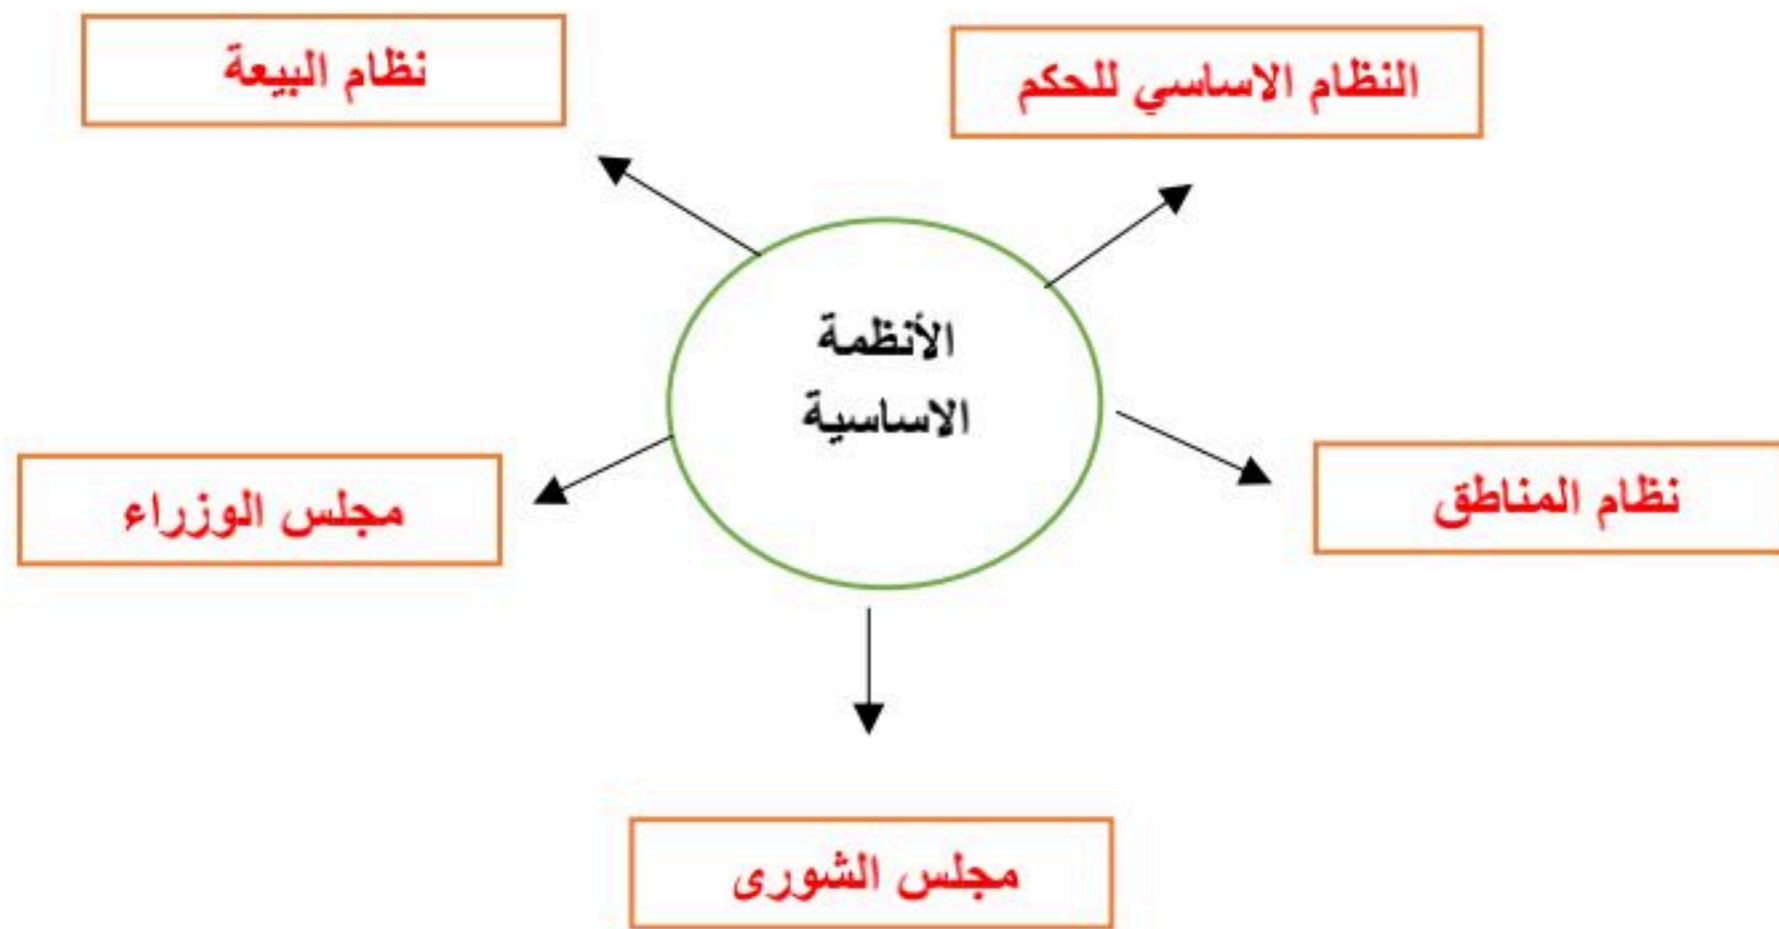 النظام الاساسي للحكم
نظام البيعة
الأنظمة
الاساسية
نظام المناطق
مجلس الوزراء
مجلس الشورى